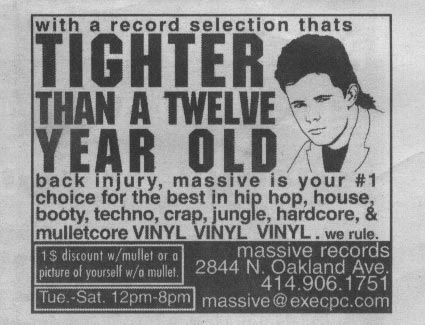 with a record selection thats
TIGHTER
THAN A TWELVE
YEAR OLD
back injury, massive is your #1
choice for the best in hip hop, house,
booty, techno, crap, jungle, hardcore, &
mulletcore VINYL VINYL VINYL . we rule.
1$ discount w/mullet or a
picture of yourself w/a mullet.
Tue.-Sat. 12pm-8pm
massive records
2844 N. Oakland Ave.
414.906.1751
massive@execpc.com